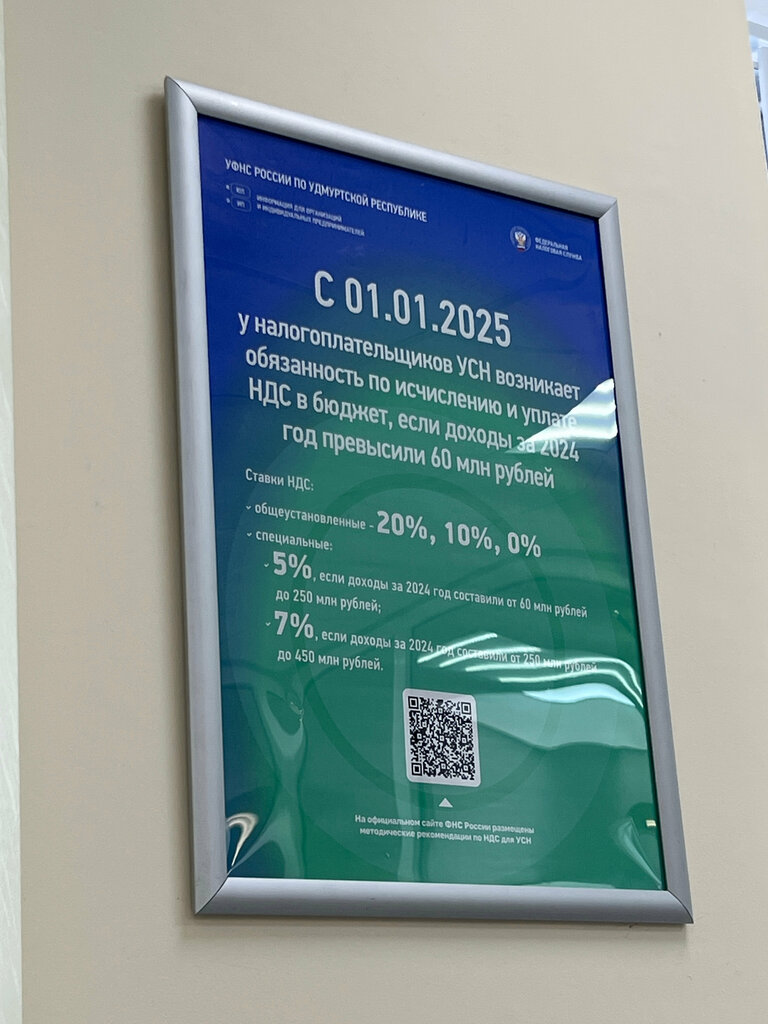 УФНС РОССИИ ПО УДМУРТСКОЙ РЕСПУБЛИКЕ
ЮЛ
ИП
ИНФОРМАЦИЯ ДЛЯ ОРГАНИЗАЦИЙ
И ИНДИВИДУАЛЬНЫХ ПРЕДПРИНИМАТЕЛЕЙ
ФЕДЕРАЛЬНАЯ
НАЛОГОВАЯ СЛУЖБА
С 01.01.2025
у налогоплательщиков УСН возникает
обязанность по исчислению и уплате
НДС в бюджет, если доходы за 2024
год превысили 60 млн рублей
Ставки НДС:
общеустановленные - 20%, 10%, 0%
специальные:
5%, если доходы за 2024 год составили от 60 млн рублей
до 250 млн рублей;
7%, если доходы за 2024 год составили от 250 млн рублей
до 450 млн рублей.
На официальном сайте ФНС России размещены
методические рекомендации по НДС для УСН